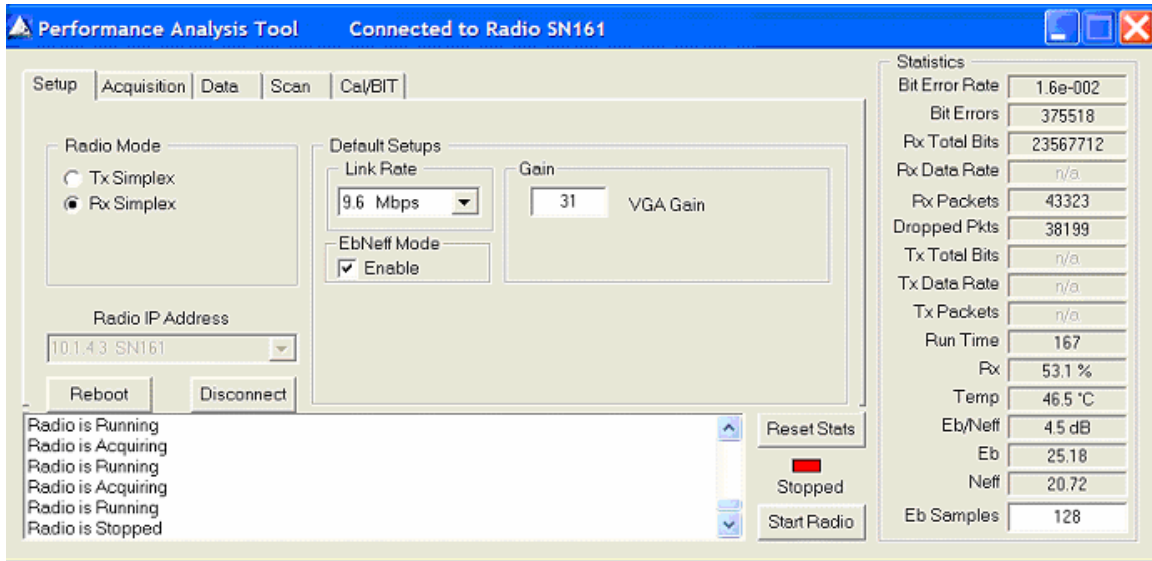 Performance Analysis Tool Connected to Radio SN161
Setup Acquisition Data Scan Cal/BIT
Radio Mode
Tx Simplex
Rx Simplex
Radio IP Address
10.1.4.3 SN161
Reboot Disconnect
Default Setups
Link Rate
9.6 Mbps
EbNeff Mode
Enable
Gain
31 VGA Gain
Radio is Running
Radio is Acquiring
Radio is Running
Radio is Acquiring
Radio is Running
Radio is Stopped
Reset Stats
Stopped
Start Radio
Statistics
Bit Error Rate 1.6e-002
Bit Errors 375518
Rx Total Bits 23567712
Rx Data Rate n/a
Rx Packets 43323
Dropped Pkts 38199
Tx Total Bits n/a
Tx Data Rate n/a
Tx Packets n/a
Run Time 167
Rx 53.1 %
Temp 46.5 °C
Eb/Neff 4.5 dB
Eb 25.18
Neff 20.72
Eb Samples 128